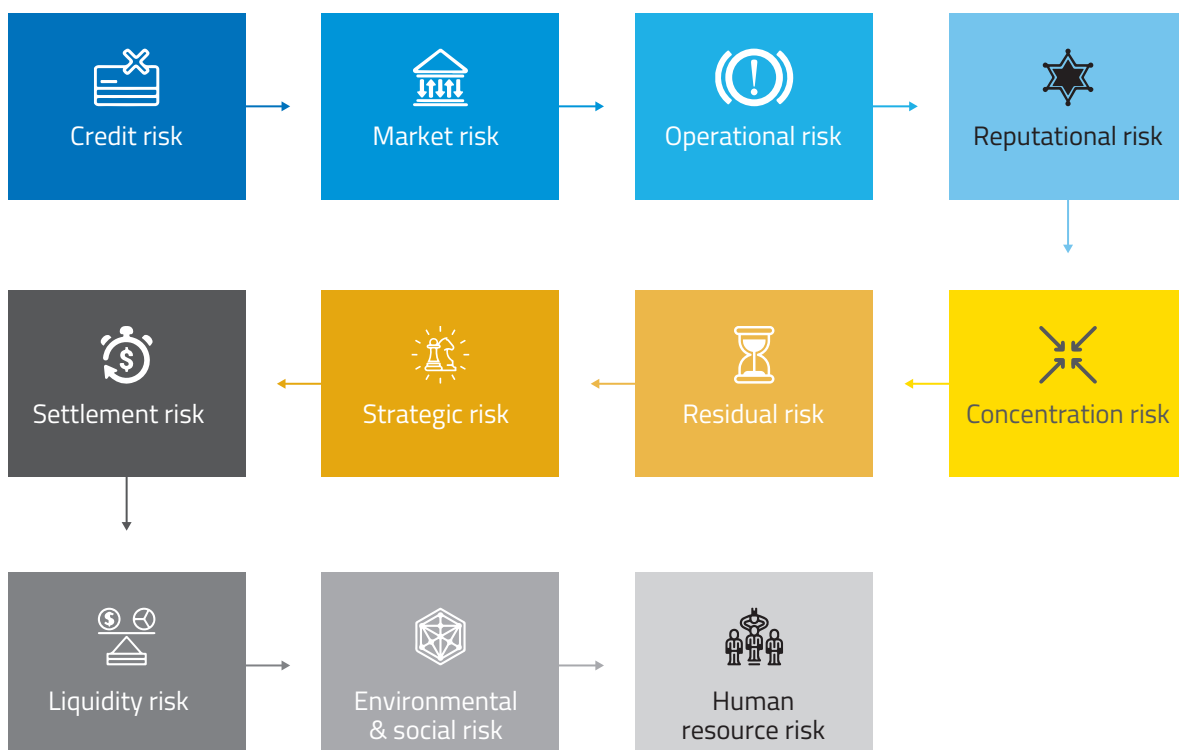 Credit risk
Market risk
Operational risk
Reputational risk
Concentration risk
Residual risk
Strategic risk
Settlement risk
Liquidity risk
Environmental
& social risk
Human
resource risk